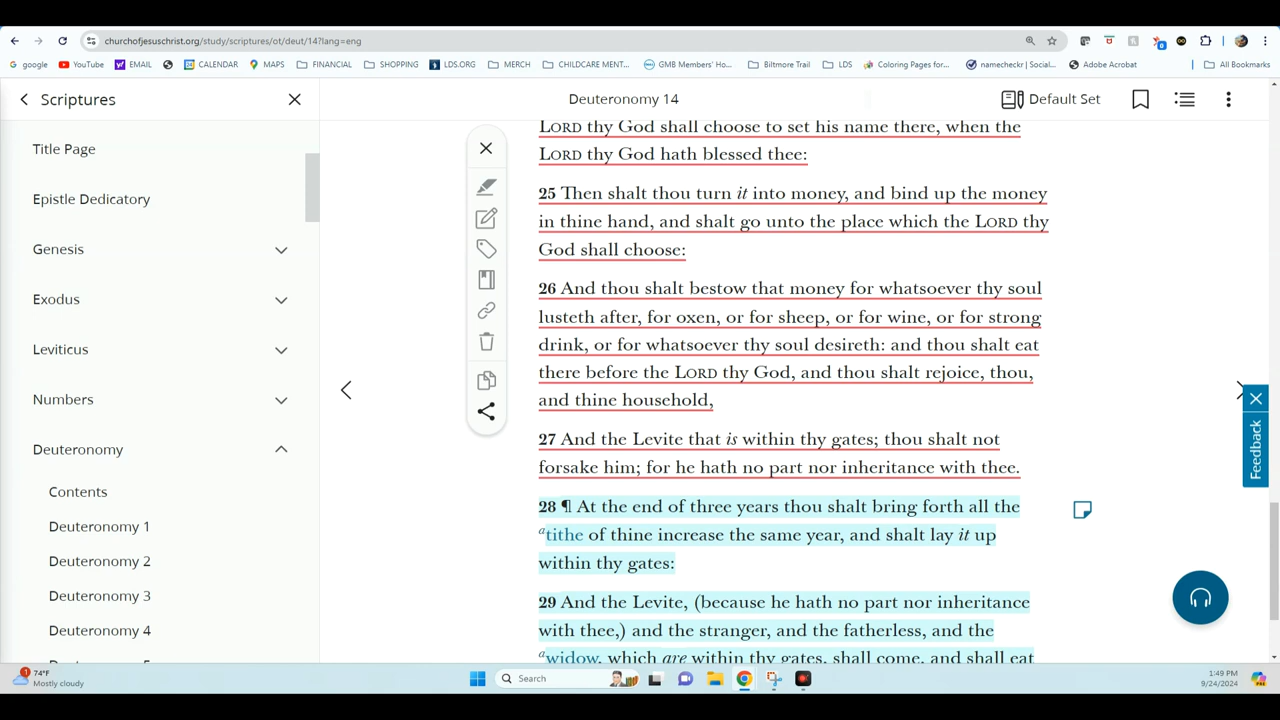 churchofjesuschrist.org/study/scriptures/ot/deut/14?lang=eng
google YouTube EMAIL CALENDAR MAPS FINANCIAL SHOPPING LDS.ORG MERCH CHILDCARE MENT... GMB Members' Ho... Biltmore Trail LDS Coloring Pages for... namecheckr | Social... Adobe Acrobat All Bookmarks
Scriptures
Deuteronomy 14
Default Set
Title Page
Epistle Dedicatory
Genesis
Exodus
Leviticus
Numbers
Deuteronomy
Contents
Deuteronomy 1
Deuteronomy 2
Deuteronomy 3
Deuteronomy 4
LORD thy God shall choose to set his name there, when the
LORD thy God hath blessed thee:
25 Then shalt thou turn it into money, and bind up the money
in thine hand, and shalt go unto the place which the LORD thy
God shall choose:
26 And thou shalt bestow that money for whatsoever thy soul
lusteth after, for oxen, or for sheep, or for wine, or for strong
drink, or for whatsoever thy soul desireth: and thou shalt eat
there before the LORD thy God, and thou shalt rejoice, thou,
and thine household,
27 And the Levite that is within thy gates; thou shalt not
forsake him; for he hath no part nor inheritance with thee.
28 ¶ At the end of three years thou shalt bring forth all the
a tithe of thine increase the same year, and shalt lay it up
within thy gates:
29 And the Levite, (because he hath no part nor inheritance
with thee,) and the stranger, and the fatherless, and the
a widow, which are within thy gates, shall come, and shall eat
Feedback
74°F
Mostly cloudy
Search
1:49 PM
9/24/2024